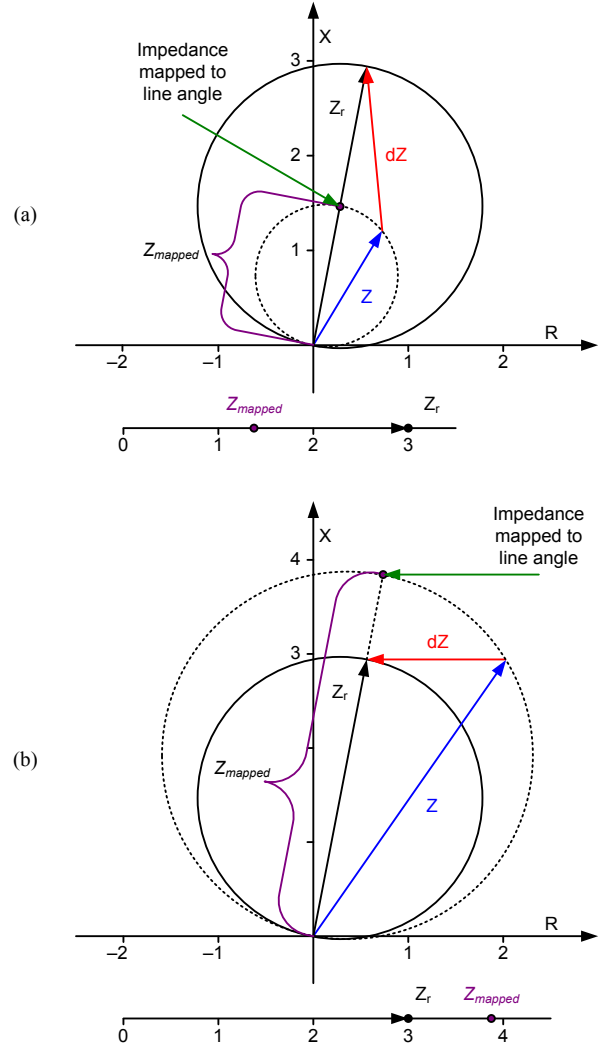 X
Impedance
mapped to
line angle
3
Zr
2
dZ
(a)
1
Zmapped
Z
R
–2
–1
1
2
Zmapped
Zr
0
1
2
3
X
Impedance
mapped to
line angle
4
dZ
3
Zr
(b)
Zmapped
Z
R
–2
–1
0
1
2
Zr
Zmapped
0
1
2
3
4